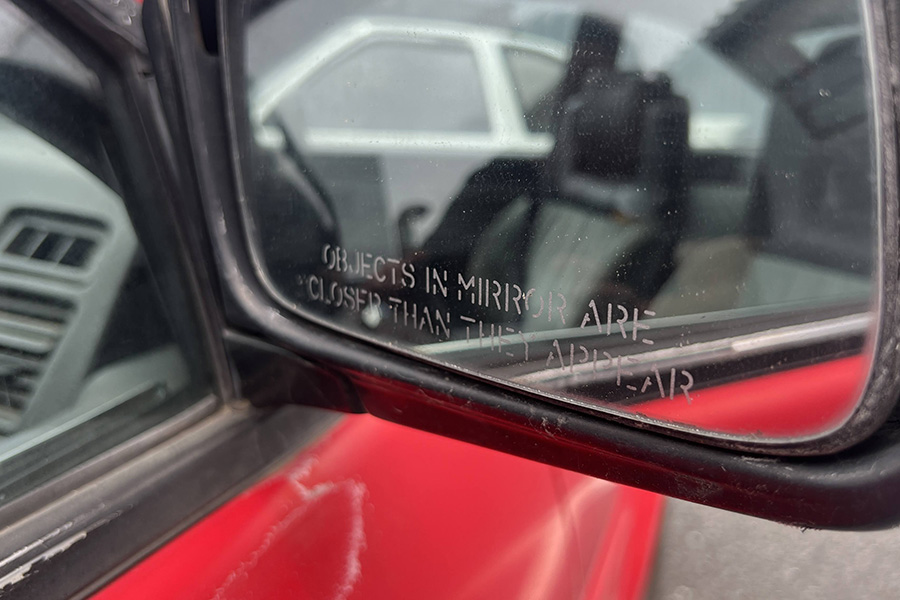 OBJECTS IN MIRROR ARE
CLOSER THAN THEY APPEAR